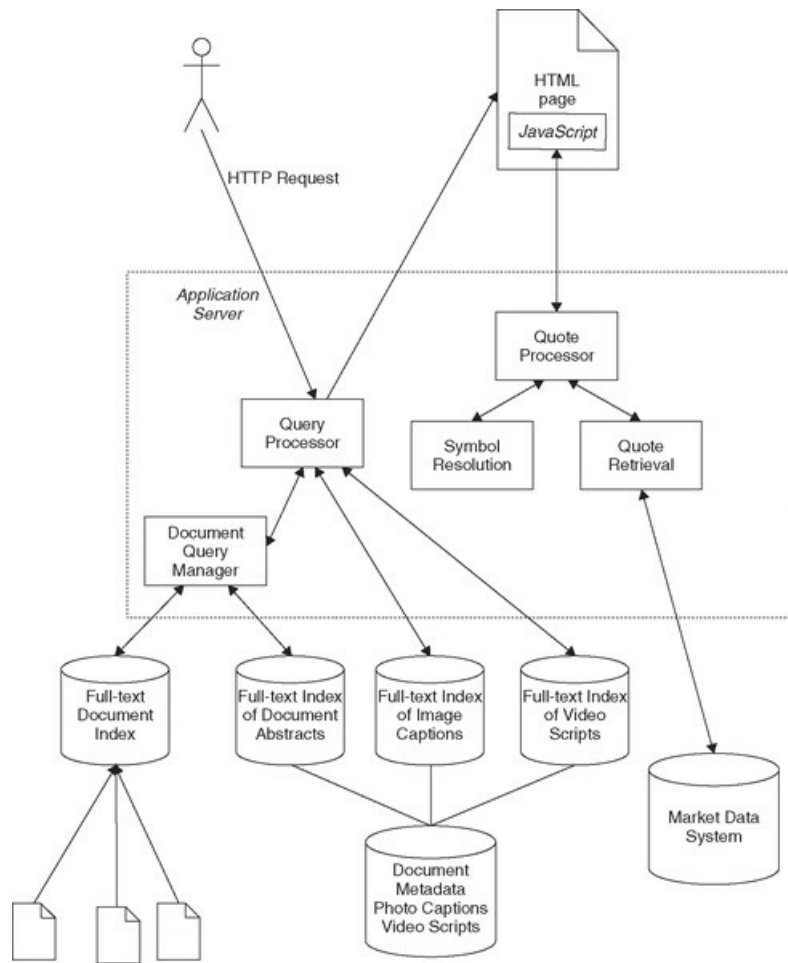 HTML
page
JavaScript
HTTP Request
Application
Server
Quote
Processor
Query
Processor
Symbol
Resolution
Quote
Retrieval
Document
Query
Manager
Full-text
Document
Index
Full-text Index
of Document
Abstracts
Full-text Index
of Image
Captions
Full-text Index
of Video
Scripts
Market Data
System
Document
Metadata
Photo Captions
Video Scripts